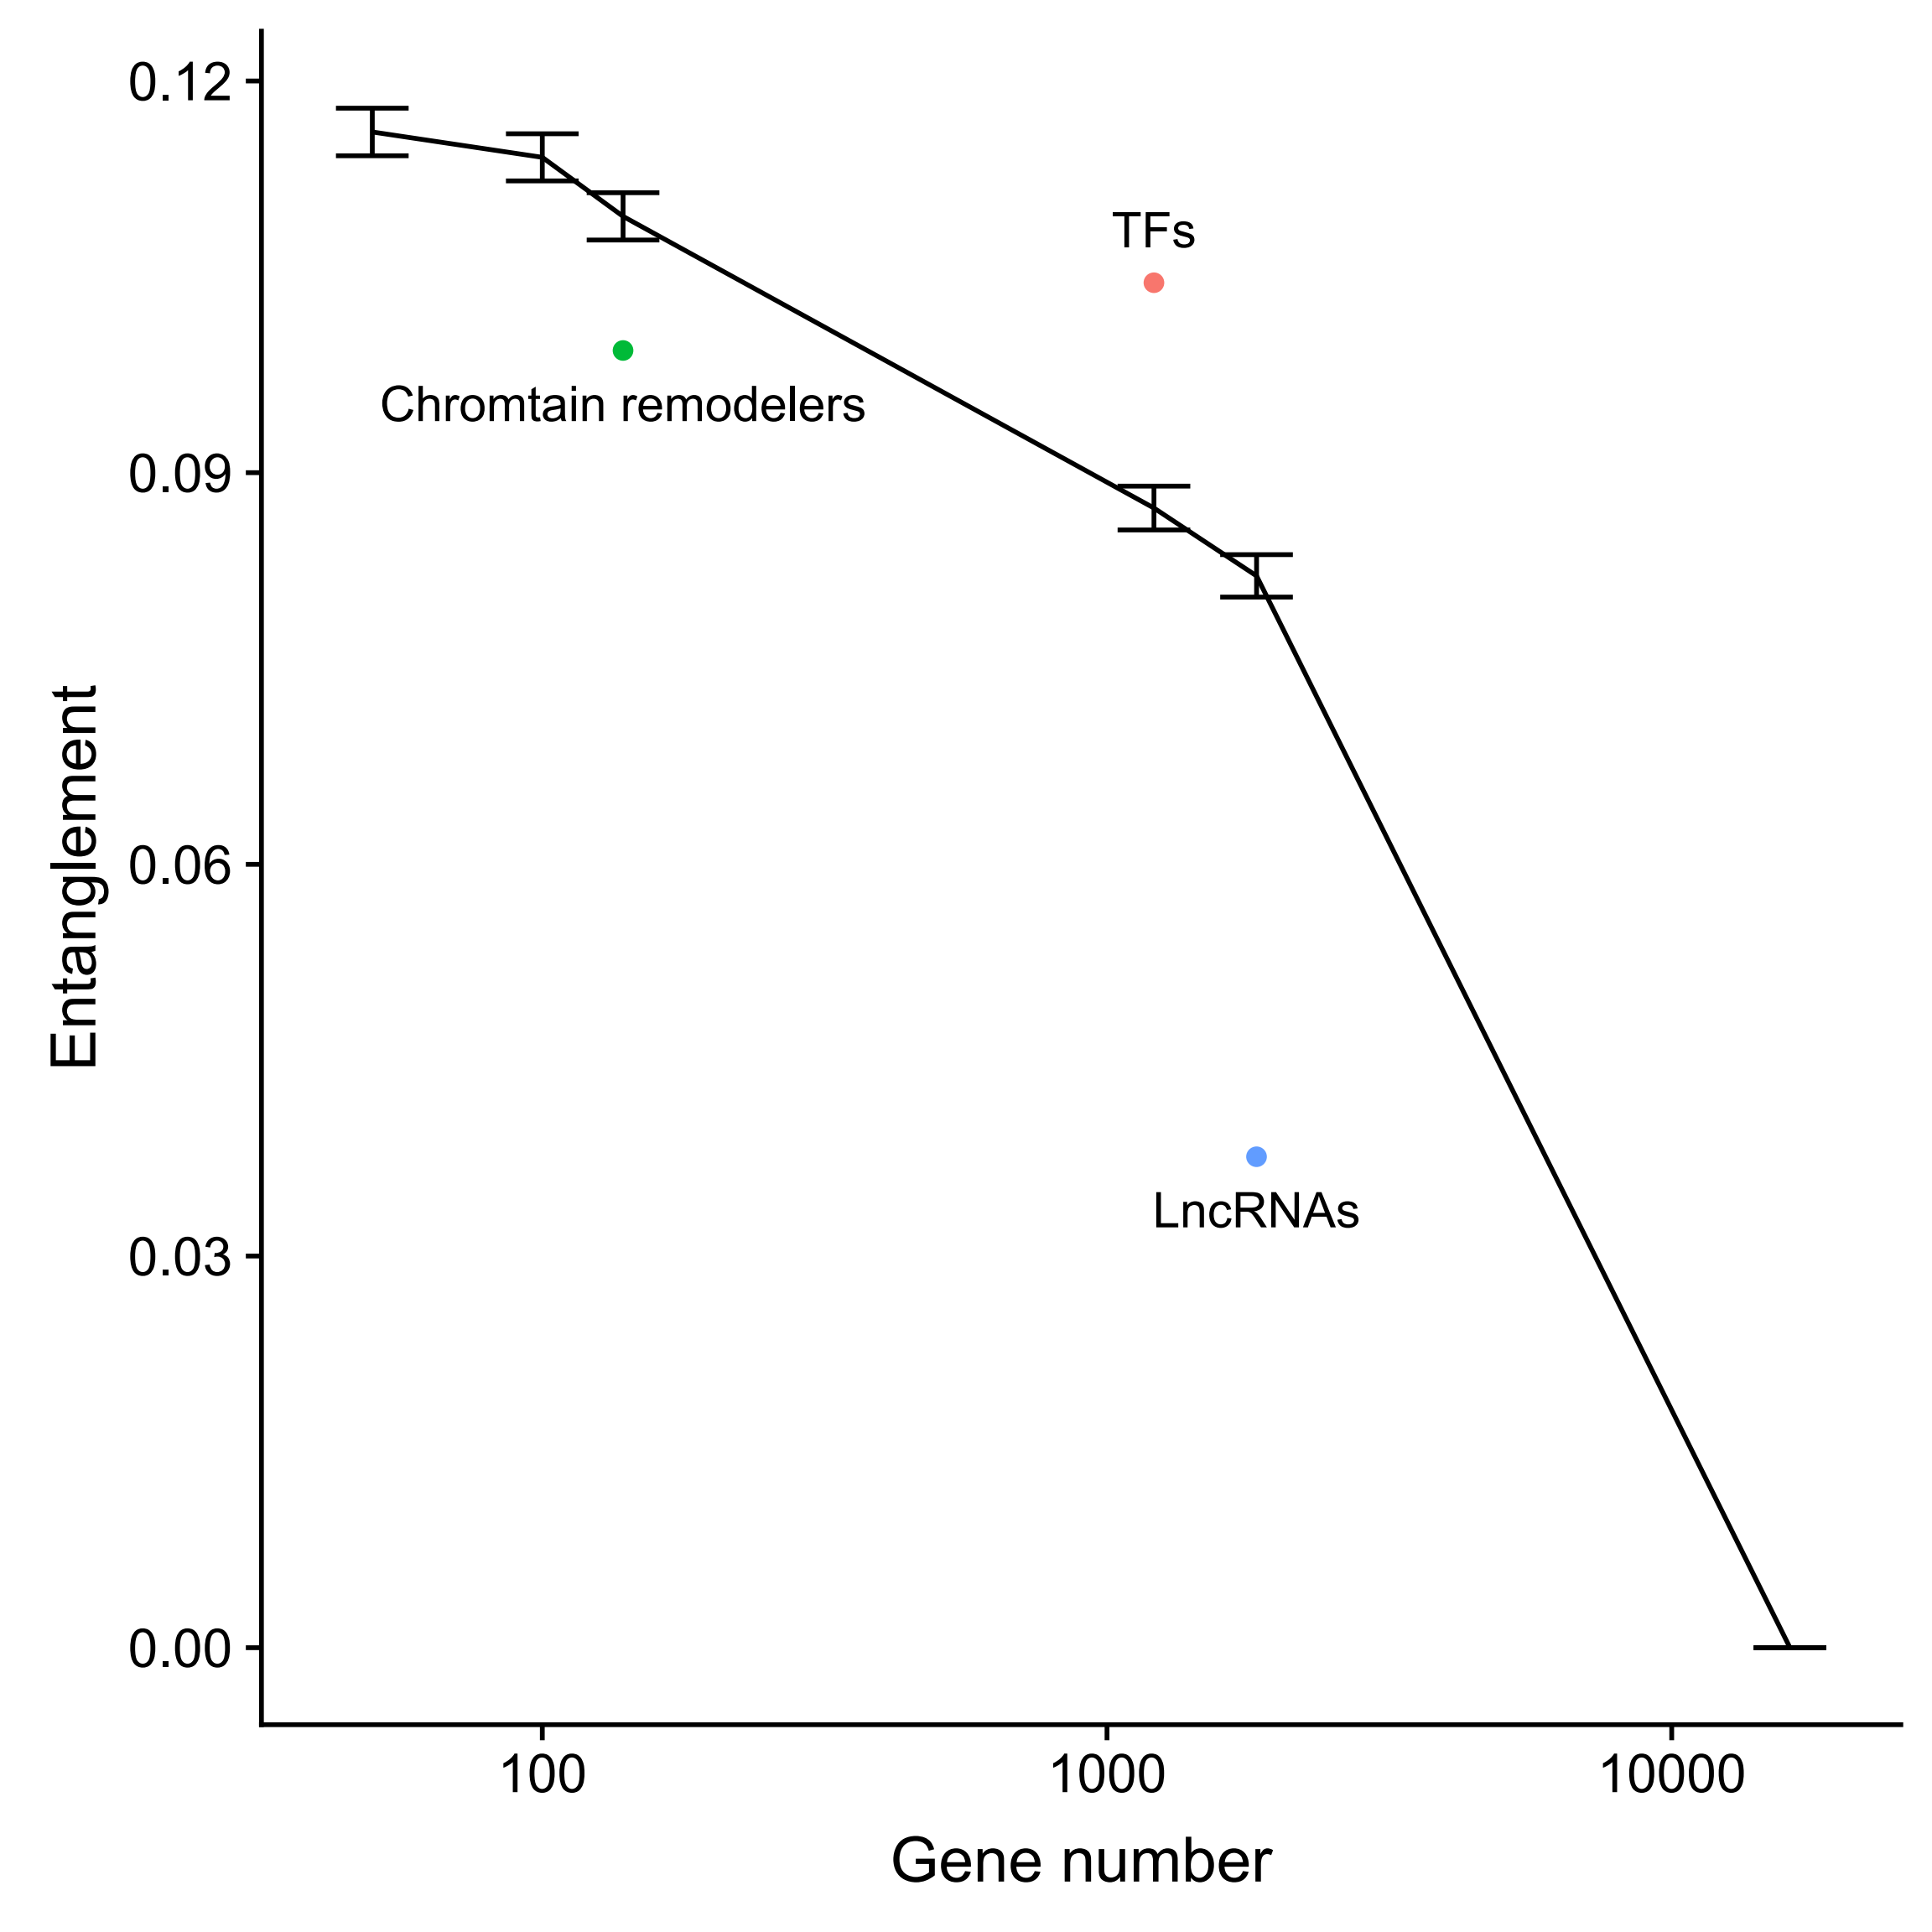 0.12
TFs
Chromtain remodelers
0.09
Entanglement
0.06
LncRNAs
0.03
0.00
100
1000
10000
Gene number